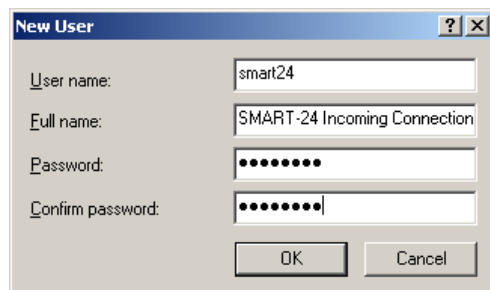 New User
User name: smart24
Full name: SMART-24 Incoming Connection
Password: ●●●●●●●●
Confirm password: ●●●●●●●●
OK Cancel